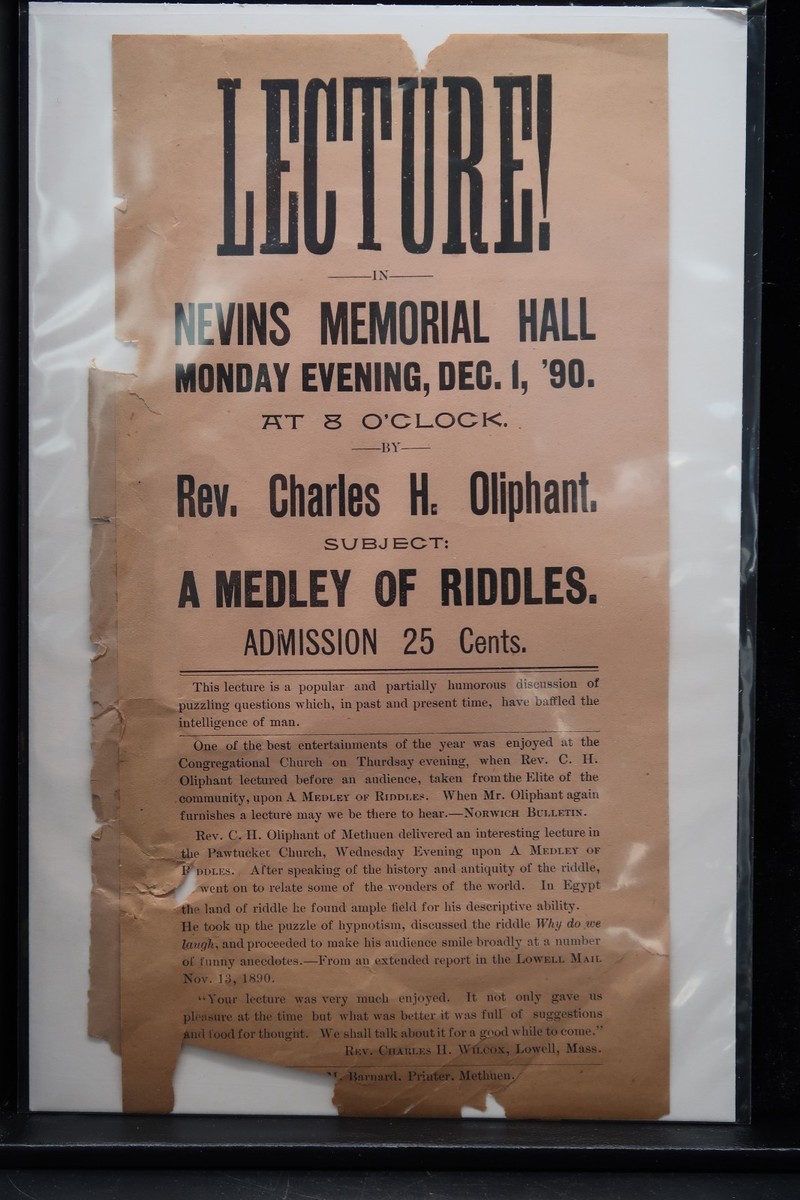 LECTURE!
IN
NEVINS MEMORIAL HALL
MONDAY EVENING, DEC. 1, '90.
AT 8 O'CLOCK.
BY
Rev. Charles H. Oliphant.
SUBJECT:
A MEDLEY OF RIDDLES.
ADMISSION 25 Cents.
This lecture is a popular and partially humorous discussion of
puzzling questions which, in past and present time, have baffled the
intelligence of man.
One of the best entertainments of the year was enjoyed at the
Congregational Church on Thurdsay evening, when Rev. C. H.
Oliphant lectured before an audience, taken from the Elite of the
community, upon A MEDLEY OF RIDDLES. When Mr. Oliphant again
furnishes a lecture may we be there to hear.—NORWICH BULLETIN.
Rev. C. H. Oliphant of Methuen delivered an interesting lecture in
the Pawtucket Church, Wednesday Evening upon A MEDLEY OF
R DDLES. After speaking of the history and antiquity of the riddle,
went on to relate some of the wonders of the world. In Egypt
the land of riddle he found ample field for his descriptive ability.
He took up the puzzle of hypnotism, discussed the riddle Why do we
laugh, and proceeded to make his audience smile broadly at a number
of funny anecdotes.—From an extended report in the LOWELL MAIL
Nov. 13, 1890.
"Your lecture was very much enjoyed. It not only gave us
pleasure at the time but what was better it was full of suggestions
and food for thought. We shall talk about it for a good while to come."
REV. CHARLES H. WILCOX, Lowell, Mass.
Barnard, Printer, Methuen.